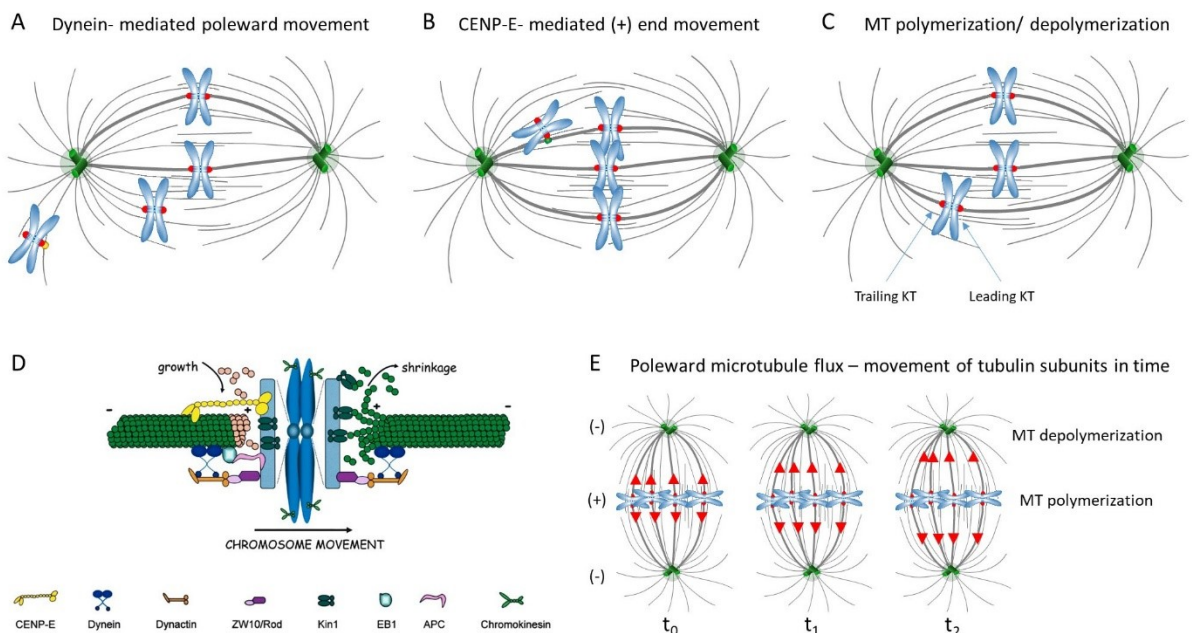 A Dynein- mediated poleward movement
B CENP-E- mediated (+) end movement
C MT polymerization/ depolymerization
Trailing KT
Leading KT
D
growth
shrinkage
-
+
+
-
CHROMOSOME MOVEMENT
CENP-E
Dynein
Dynactin
ZW10/Rod
Kin1
EB1
APC
Chromokinesin
E Poleward microtubule flux – movement of tubulin subunits in time
(-)
MT depolymerization
(+)
MT polymerization
(-)
t₀
t₁
t₂